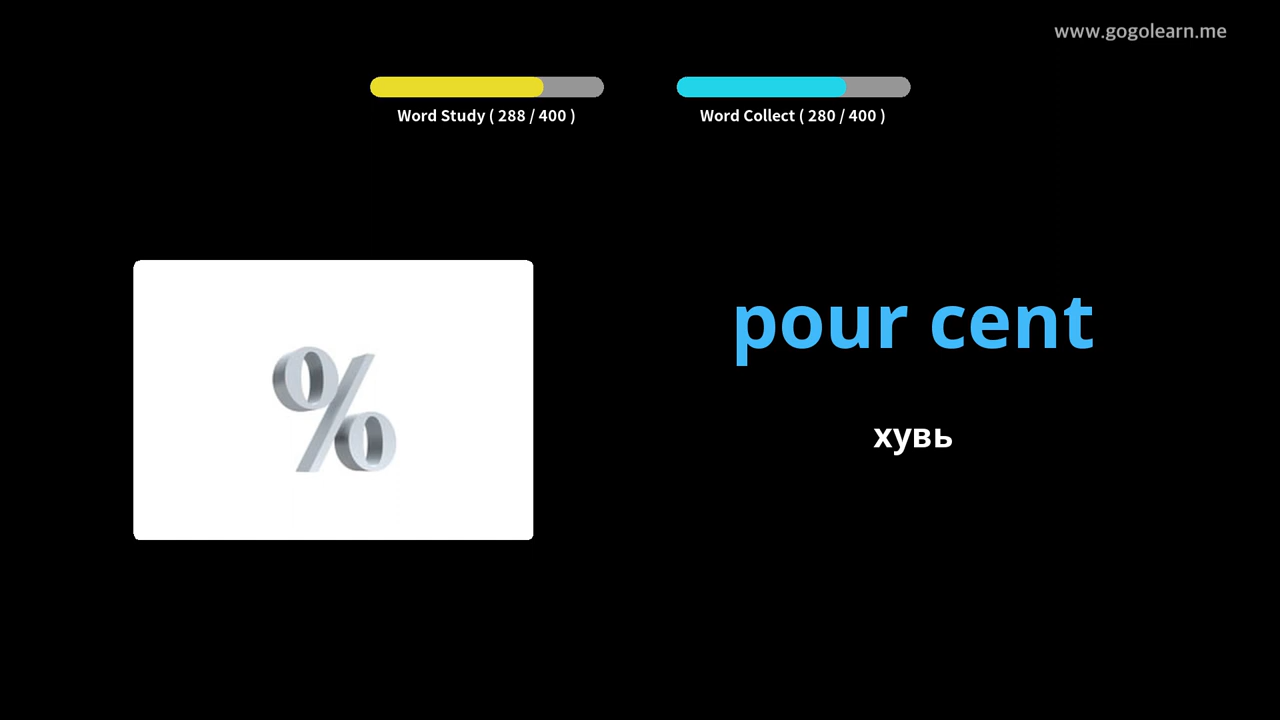 www.gogolearn.me
Word Study ( 288 / 400 )
Word Collect ( 280 / 400 )
%
pour cent
хувь